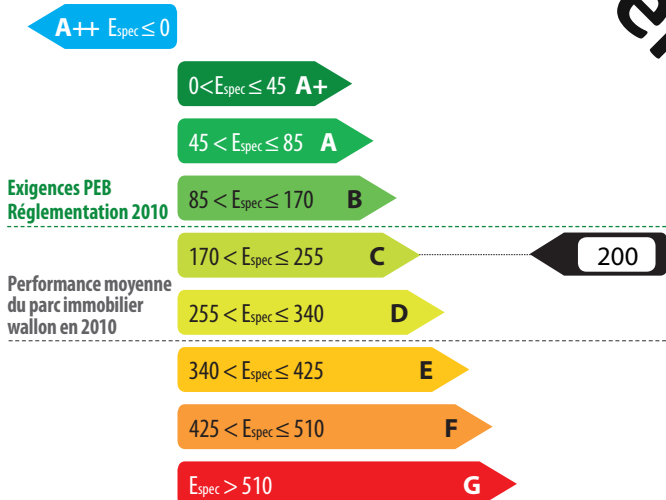 A++ Espec ≤ 0
0<Espec ≤ 45 A+
45 < Espec ≤ 85 A
Exigences PEB
Réglementation 2010
85 < Espec ≤ 170 B
170 < Espec ≤ 255 C
200
Performance moyenne
du parc immobilier
wallon en 2010
255 < Espec ≤ 340 D
340 < Espec ≤ 425 E
425 < Espec ≤ 510 F
Espec > 510 G